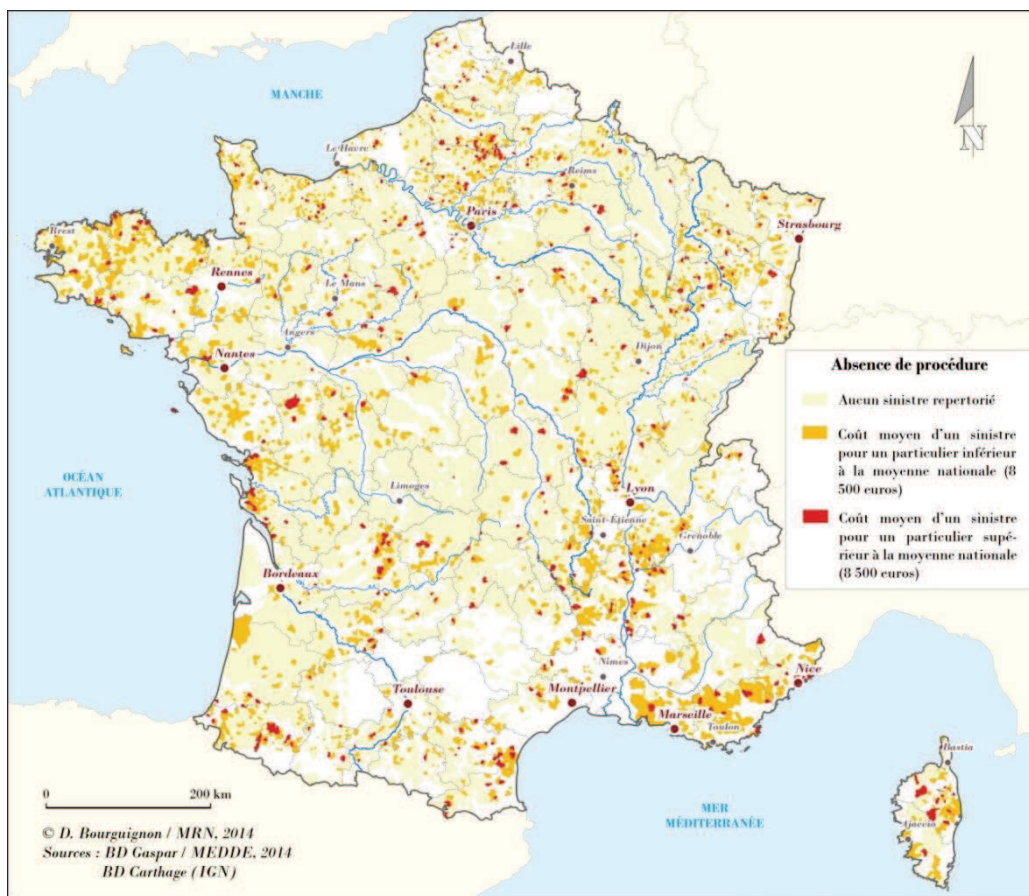 Lille
MANCHE
N
Le Havre
Reims
Paris
Strasbourg
Brest
Rennes
Le Mans
Angers
Dijon
Nantes
Absence de procédure
Aucun sinistre repertorié
Coût moyen d'un sinistre
pour un particulier inférieur
à la moyenne nationale (8
500 euros)
OCÉAN
ATLANTIQUE
Limoges
Lyon
Saint-Étienne
Grenoble
Coût moyen d'un sinistre
pour un particulier supé-
rieur à la moyenne nationale
(8 500 euros)
Bordeaux
Nîmes
Nice
Toulouse
Montpellier
Marseille
Toulon
Bastia
0 200 km
MER
MÉDITERRANÉE
Ajaccio
© D. Bourguignon / MRN, 2014
Sources : BD Gaspar / MEDDE, 2014
BD Carthage (IGN)